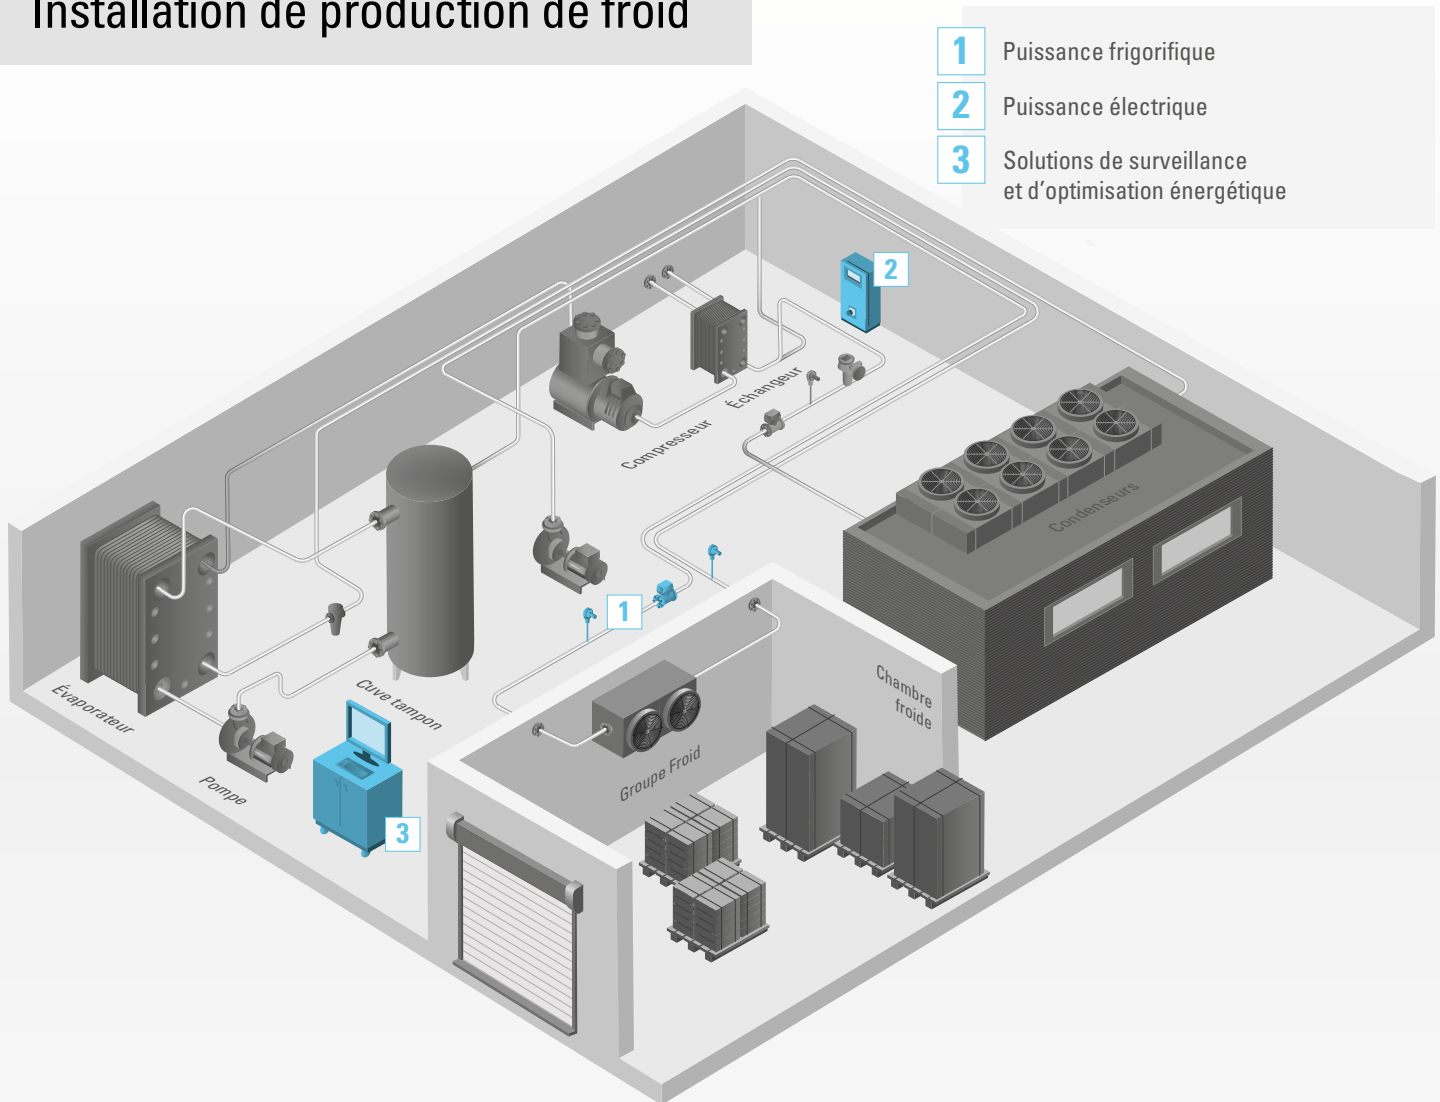 Installation de production de froid
1 Puissance frigorifique
2 Puissance électrique
3 Solutions de surveillance
et d'optimisation énergétique
2
Échangeur
Compresseur
Condenseurs
1
Chambre
froide
Évaporateur
Cuve tampon
Groupe Froid
Pompe
3